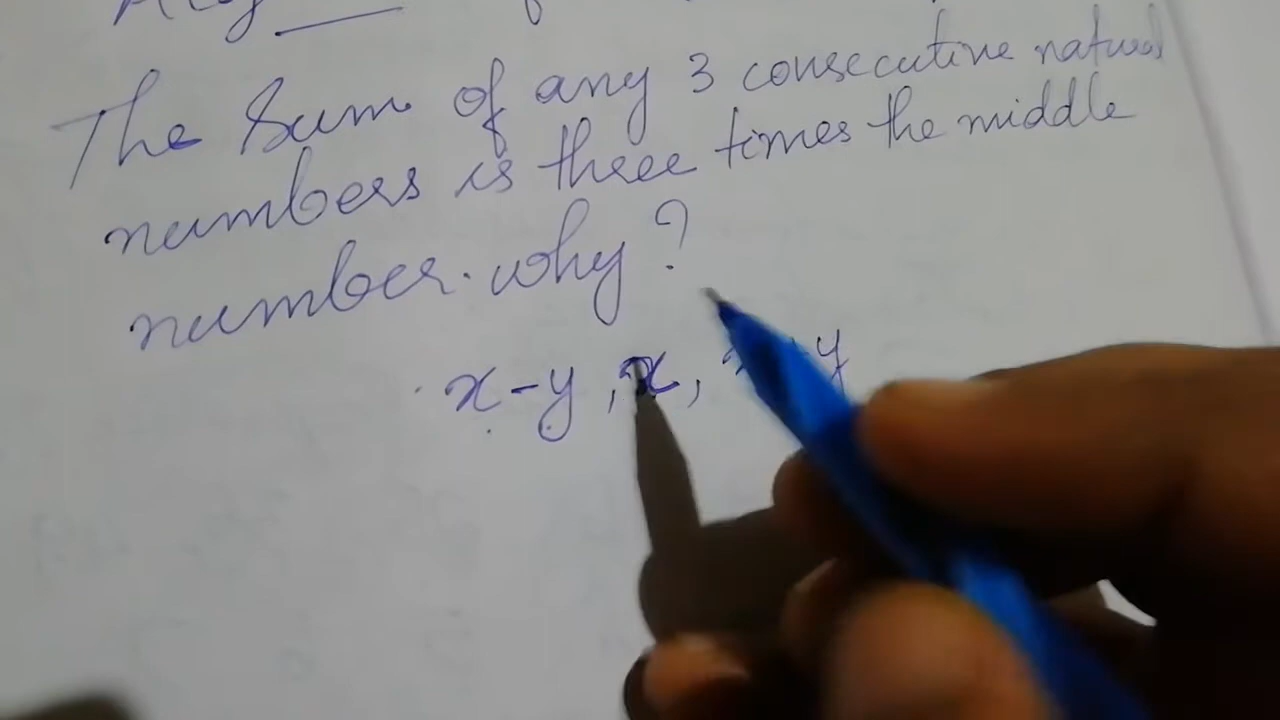 The Sum of any 3 consecutive natural
numbers is three times the middle
number. why?
x-y, x, y